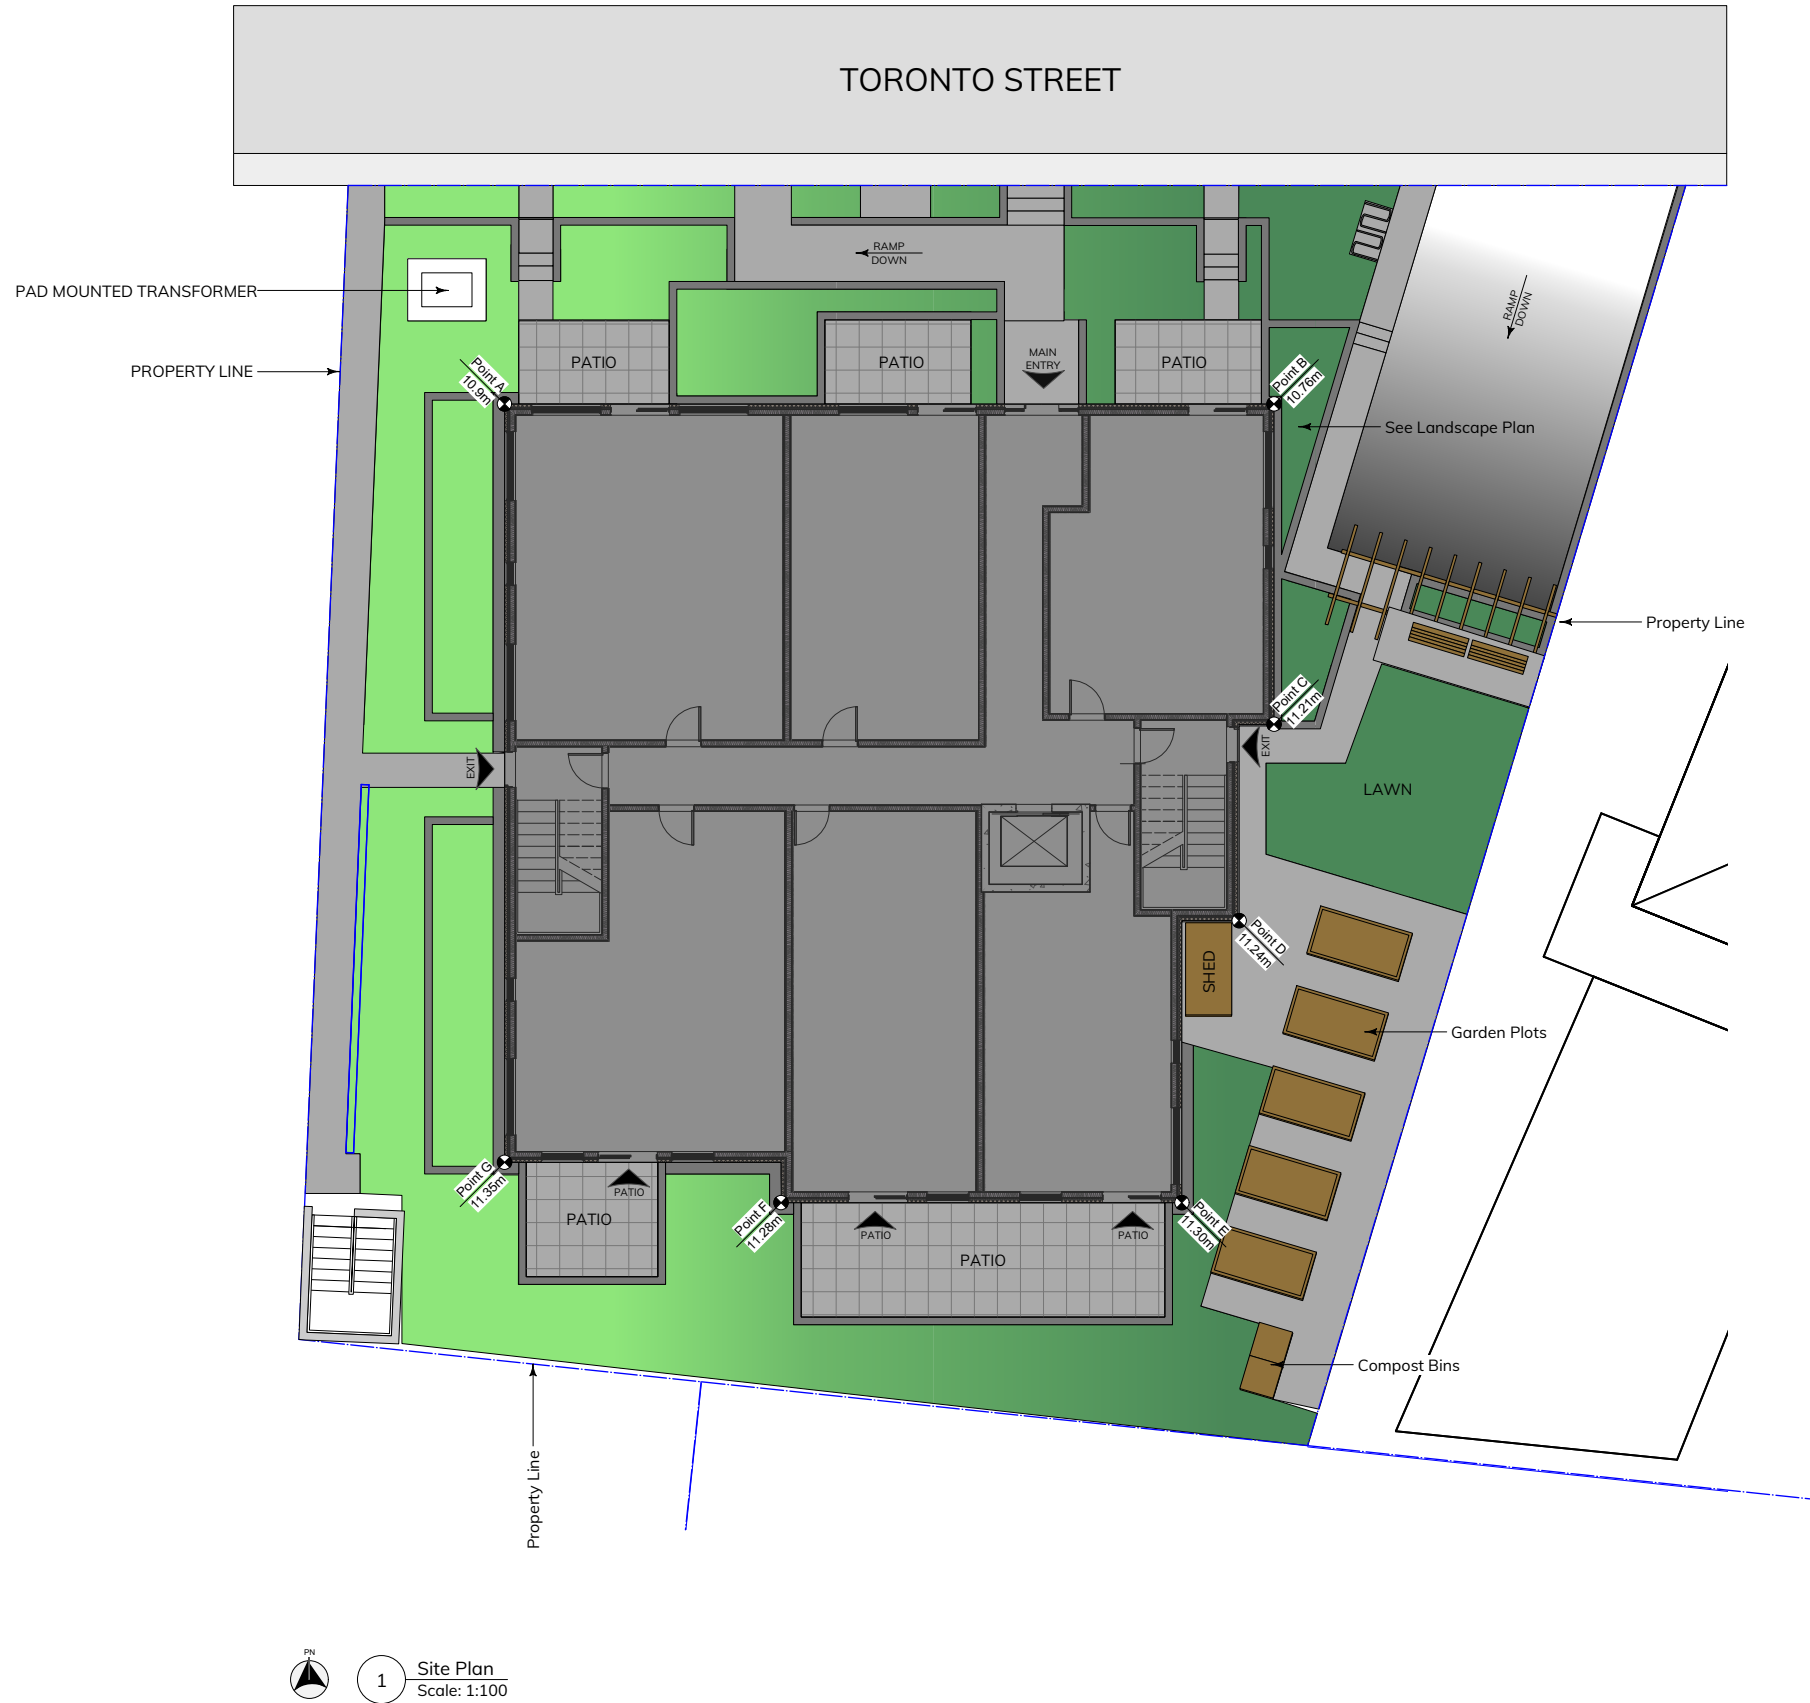 TORONTO STREET
RAMP
DOWN
PAD MOUNTED TRANSFORMER
RAMP
DOWN
PROPERTY LINE
PATIO
PATIO
MAIN
ENTRY
PATIO
Point A
10.9m
Point B
10.76m
See Landscape Plan
Property Line
Point C
11.21m
EXIT
EXIT
LAWN
Point D
11.24m
SHED
Garden Plots
Point G
11.35m
PATIO
PATIO
Point F
11.28m
PATIO
PATIO
PATIO
Point E
11.30m
Compost Bins
Property Line
PN
1
Site Plan
Scale: 1:100